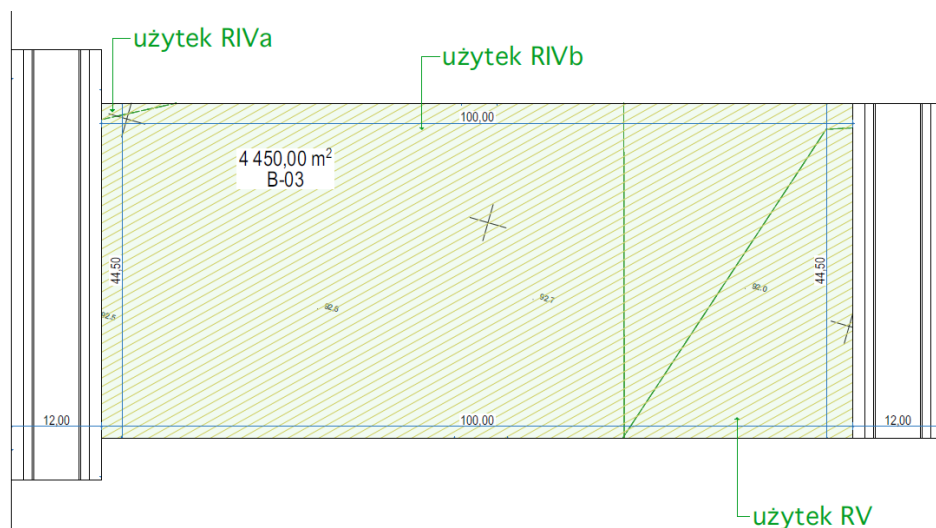 użytek RIVa
użytek RIVb
100,00
4 450,00 m²
B-03
44,50
44,50
92.5
92.6
92.7
92.0
12,00
100,00
12,00
użytek RV